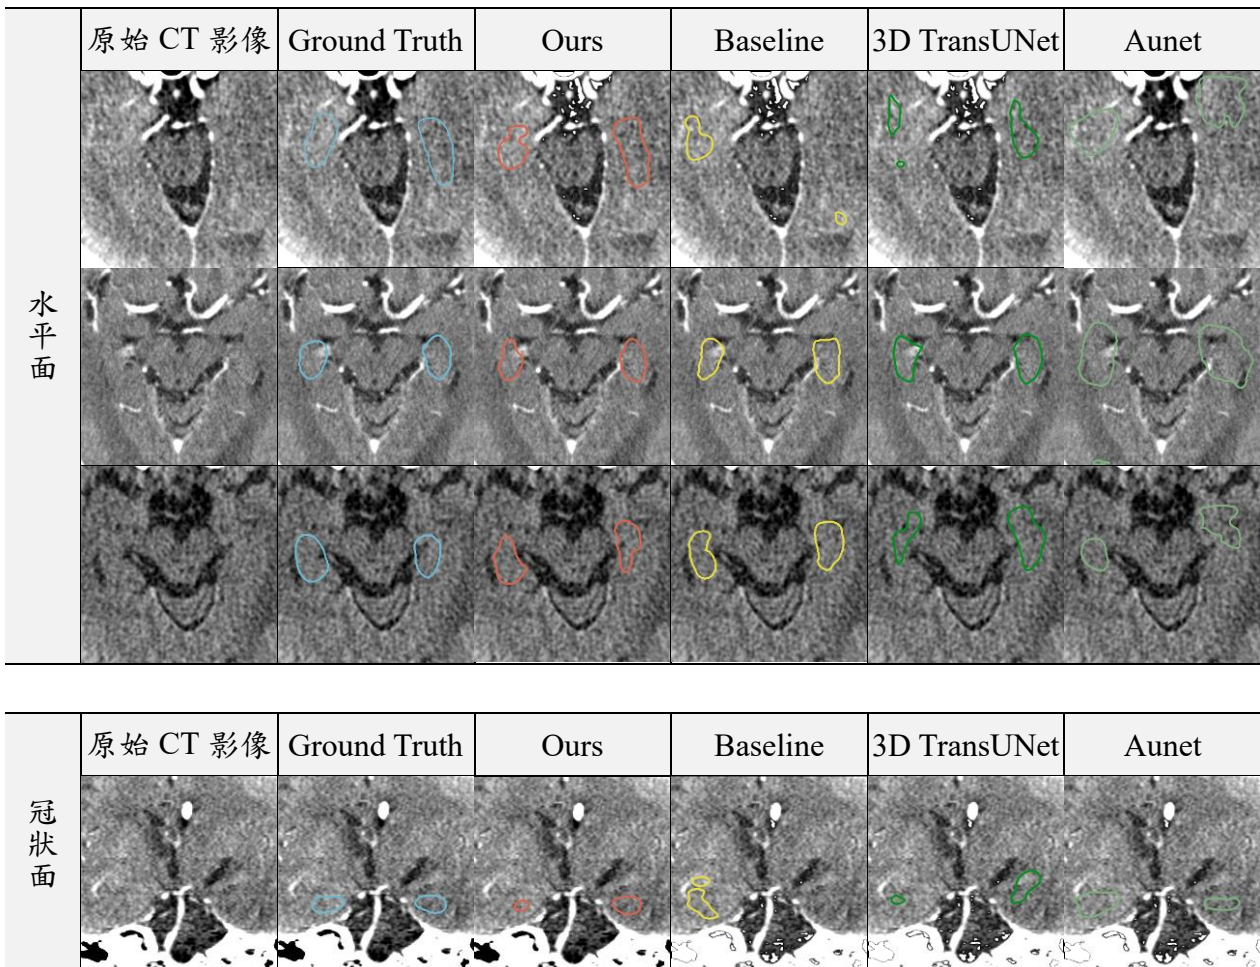 原始 CT 影像 Ground Truth Ours Baseline 3D TransUNet Aunet
水平面
原始 CT 影像 Ground Truth Ours Baseline 3D TransUNet Aunet
冠狀面